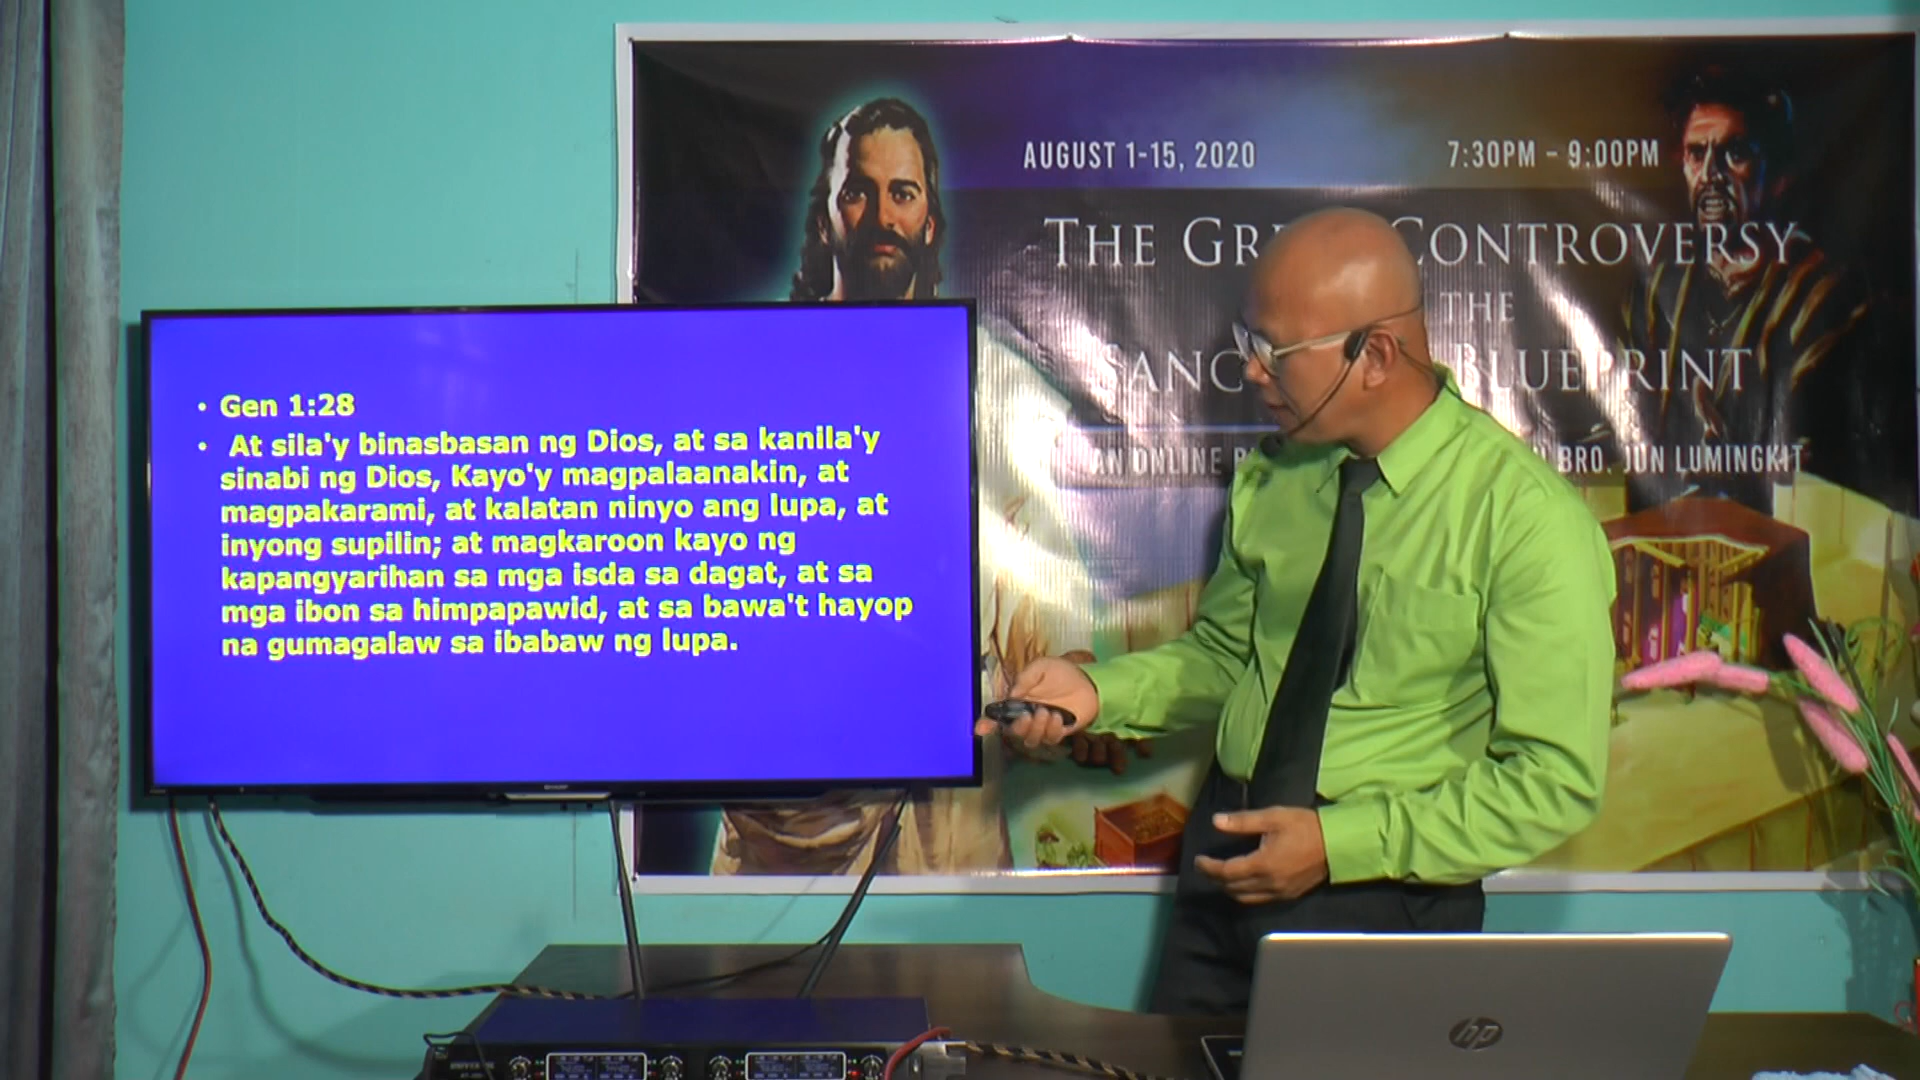 AUGUST 1-15, 2020
7:30PM – 9:00PM
THE CONTROVERSY
THE
BLUEPRINT
AN ONLINE
BRO. JUN LUMINGKIT
• Gen 1:28
• At sila'y binasbasan ng Dios, at sa kanila'y
sinabi ng Dios, Kayo'y magpalaanakin, at
magpakarami, at kalatan ninyo ang lupa, at
inyong supilin; at magkaroon kayo ng
kapangyarihan sa mga isda sa dagat, at sa
mga ibon sa himpapawid, at sa bawa't hayop
na gumagalaw sa ibabaw ng lupa.
SHARP
hp